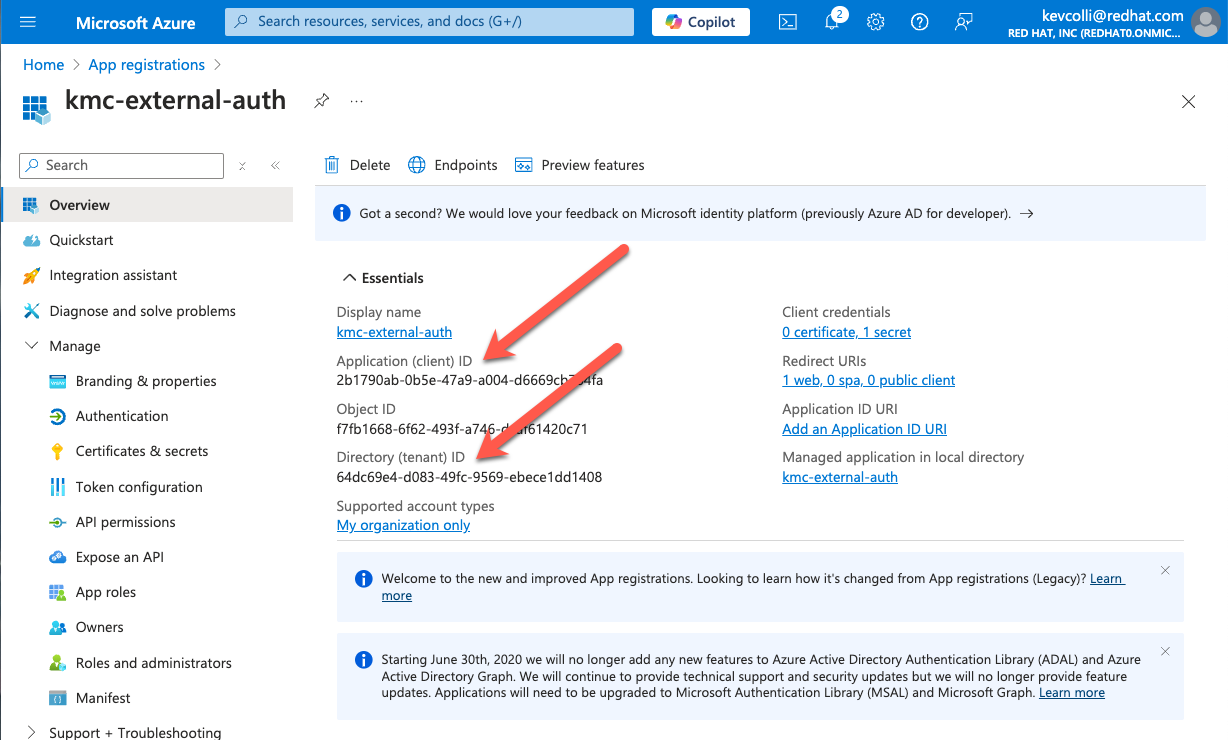 Microsoft Azure
Search resources, services, and docs (G+/)
Copilot
2
kevcolli@redhat.com
RED HAT, INC (REDHAT0.ONMIC...
Home > App registrations >
kmc-external-auth
...
Search
Delete
Endpoints
Preview features
Overview
Quickstart
Integration assistant
Diagnose and solve problems
Manage
Branding & properties
Authentication
Certificates & secrets
Token configuration
API permissions
Expose an API
App roles
Owners
Roles and administrators
Manifest
Support + Troubleshooting
Got a second? We would love your feedback on Microsoft identity platform (previously Azure AD for developer). →
Essentials
Display name
kmc-external-auth
Application (client) ID
2b1790ab-0b5e-47a9-a004-d6669cb
Object ID
f7fb1668-6f62-493f-a746-
Directory (tenant) ID
64dc69e4-d083-49fc-9569-ebece1dd1408
Supported account types
My organization only
Client credentials
0 certificate, 1 secret
Redirect URIs
1 web, 0 spa, 0 public client
Application ID URI
Add an Application ID URI
Managed application in local directory
kmc-external-auth
Welcome to the new and improved App registrations. Looking to learn how it's changed from App registrations (Legacy)? Learn
more
Starting June 30th, 2020 we will no longer add any new features to Azure Active Directory Authentication Library (ADAL) and Azure
Active Directory Graph. We will continue to provide technical support and security updates but we will no longer provide feature
updates. Applications will need to be upgraded to Microsoft Authentication Library (MSAL) and Microsoft Graph. Learn more